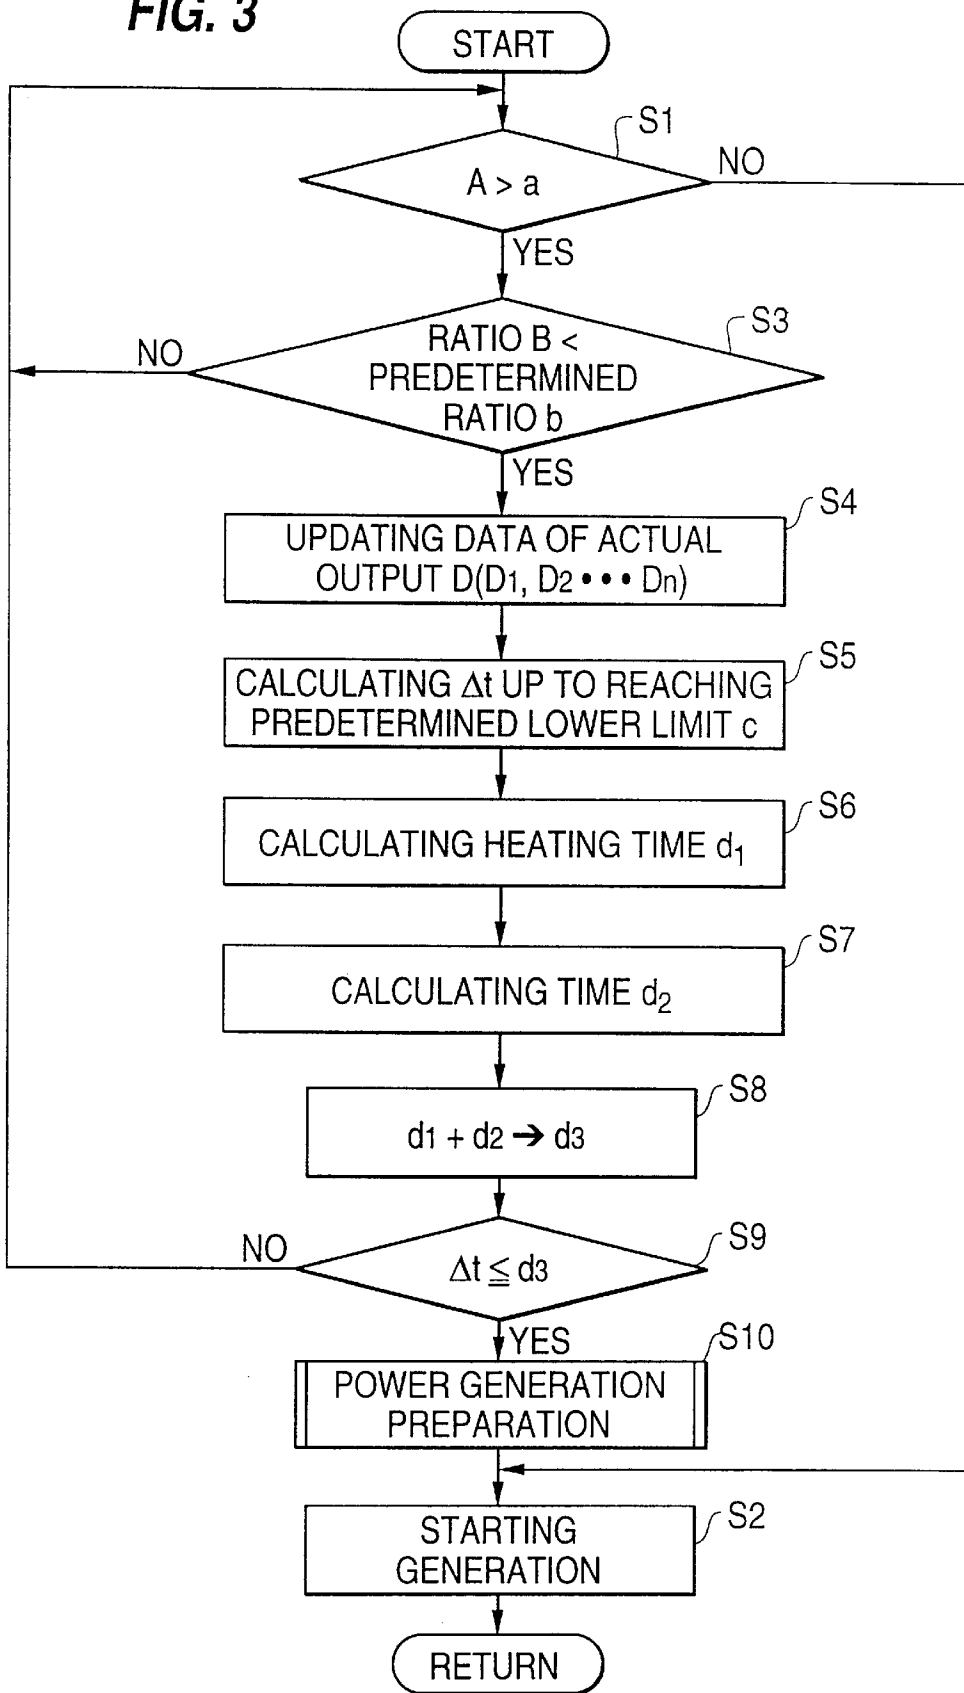 FIG. 3
START
S1
A > a
NO
YES
S3
RATIO B <
PREDETERMINED
RATIO b
NO
YES
S4
UPDATING DATA OF ACTUAL
OUTPUT D(D1, D2 • • • Dn)
S5
CALCULATING Δt UP TO REACHING
PREDETERMINED LOWER LIMIT c
S6
CALCULATING HEATING TIME d1
S7
CALCULATING TIME d2
S8
d1 + d2 → d3
S9
NO
Δt ≦ d3
YES
S10
POWER GENERATION
PREPARATION
S2
STARTING
GENERATION
RETURN